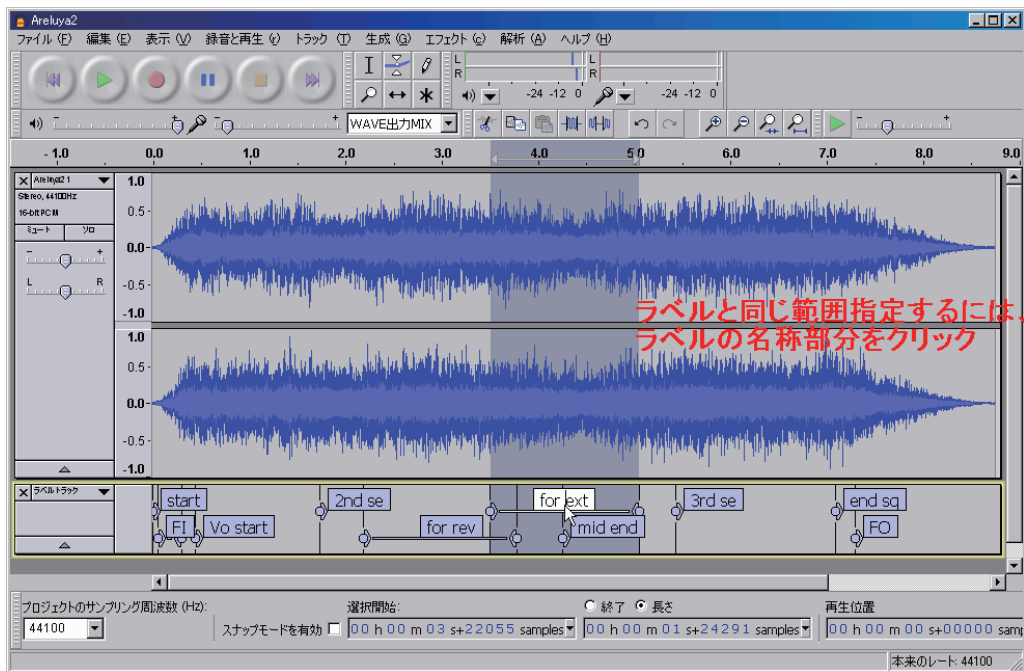 Areluya2
ファイル (F) 編集 (E) 表示 (V) 録音と再生 (r) トラック (T) 生成 (G) エフェクト (c) 解析 (A) ヘルプ (H)
L
R
-24 -12 0
L
R
-24 -12 0
- +
- +
WAVE出力MIX
- +
- 1.0 0.0 1.0 2.0 3.0 4.0 5.0 6.0 7.0 8.0 9.0
Areluya2 1
Stereo, 44100Hz
16-bit PCM
ミュート ソロ
- +
L R
1.0
0.5-
0.0-
-0.5-
-1.0
ラベルと同じ範囲指定するには、
ラベルの名称部分をクリック
1.0
0.5-
0.0-
-0.5-
-1.0
ラベルトラック
start 2nd se for ext 3rd se end sq
FI Vo start for rev mid end FO
プロジェクトのサンプリング周波数 (Hz): 選択開始: 終了 長さ 再生位置
44100 スナップモードを有効 00 h 00 m 03 s+22055 samples 00 h 00 m 01 s+24291 samples 00 h 00 m 00 s+00000 sam
本来のレート: 44100